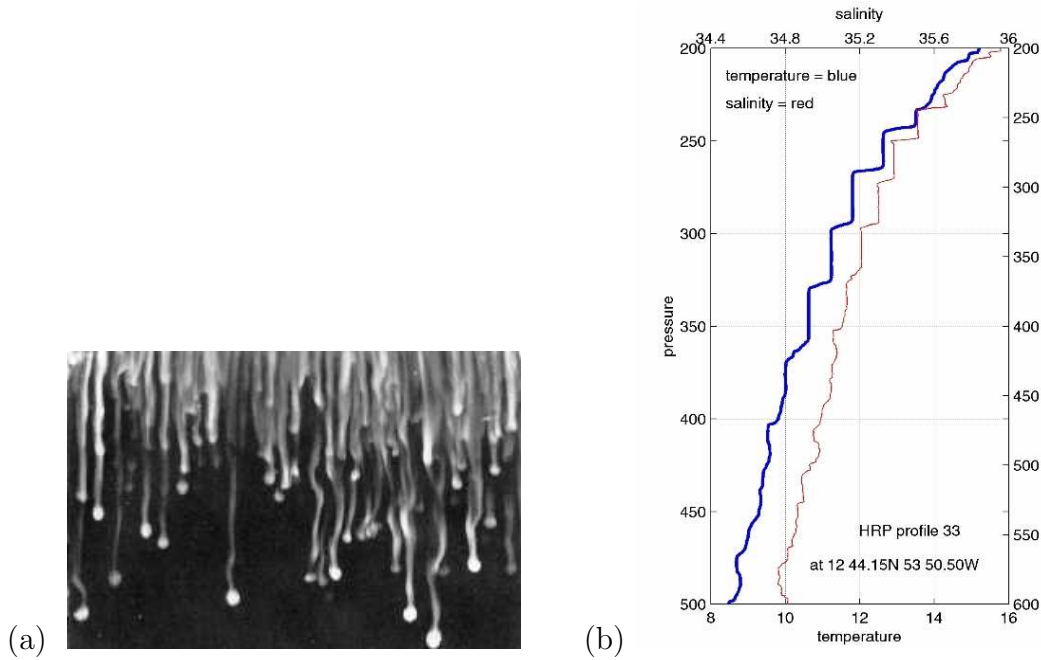 salinity
34.4 34.8 35.2 35.6 36
200 200
temperature = blue
salinity = red
250
250
300
300
350
pressure
350
400
400
450
500
450
550
HRP profile 33
at 12 44.15N 53 50.50W
500 600
8 10 12 14 16
temperature
(a) (b)